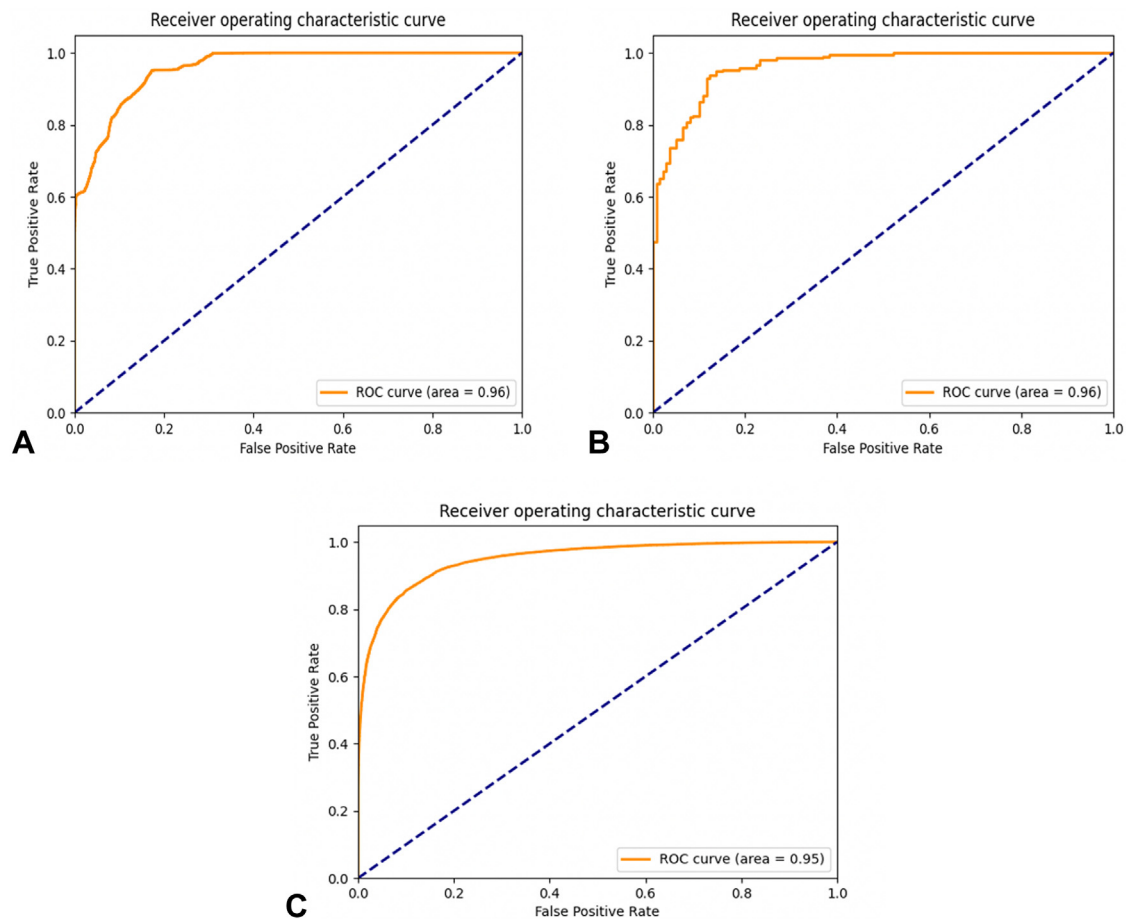 Receiver operating characteristic curve
1.0
0.8
0.6
0.4
0.2
0.0
True Positive Rate
ROC curve (area = 0.96)
0.0 0.2 0.4 0.6 0.8 1.0
False Positive Rate
A
Receiver operating characteristic curve
1.0
0.8
0.6
0.4
0.2
0.0
True Positive Rate
ROC curve (area = 0.96)
0.0 0.2 0.4 0.6 0.8 1.0
False Positive Rate
B
Receiver operating characteristic curve
1.0
0.8
0.6
0.4
0.2
0.0
True Positive Rate
ROC curve (area = 0.95)
0.0 0.2 0.4 0.6 0.8 1.0
False Positive Rate
C